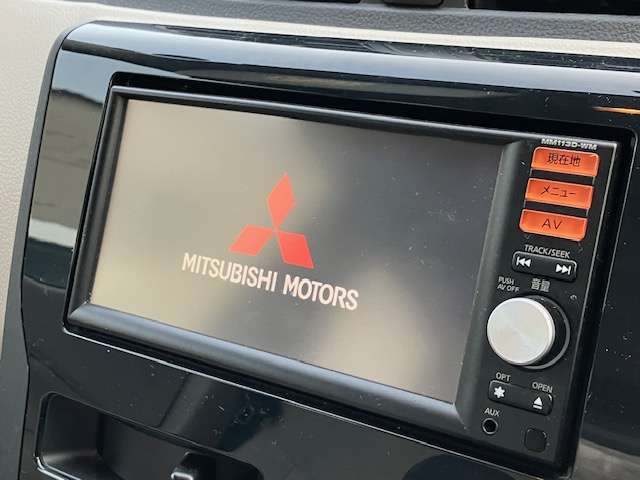 MM113D-WM
現在地
メニュー
AV
TRACK/SEEK
PUSH
AV OFF
音量
MITSUBISHI MOTORS
OPT
OPEN
AUX